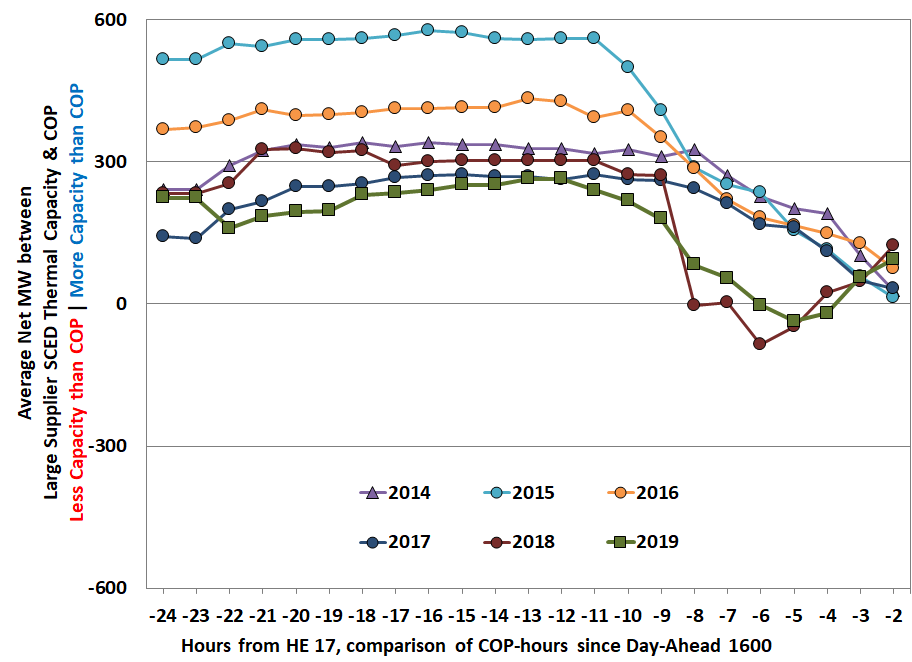 600
300
0
-300
-600
Average Net MW between
Large Supplier SCED Thermal Capacity & COP
Less Capacity than COP | More Capacity than COP
2014 2015 2016
2017 2018 2019
-24 -23 -22 -21 -20 -19 -18 -17 -16 -15 -14 -13 -12 -11 -10 -9 -8 -7 -6 -5 -4 -3 -2
Hours from HE 17, comparison of COP-hours since Day-Ahead 1600